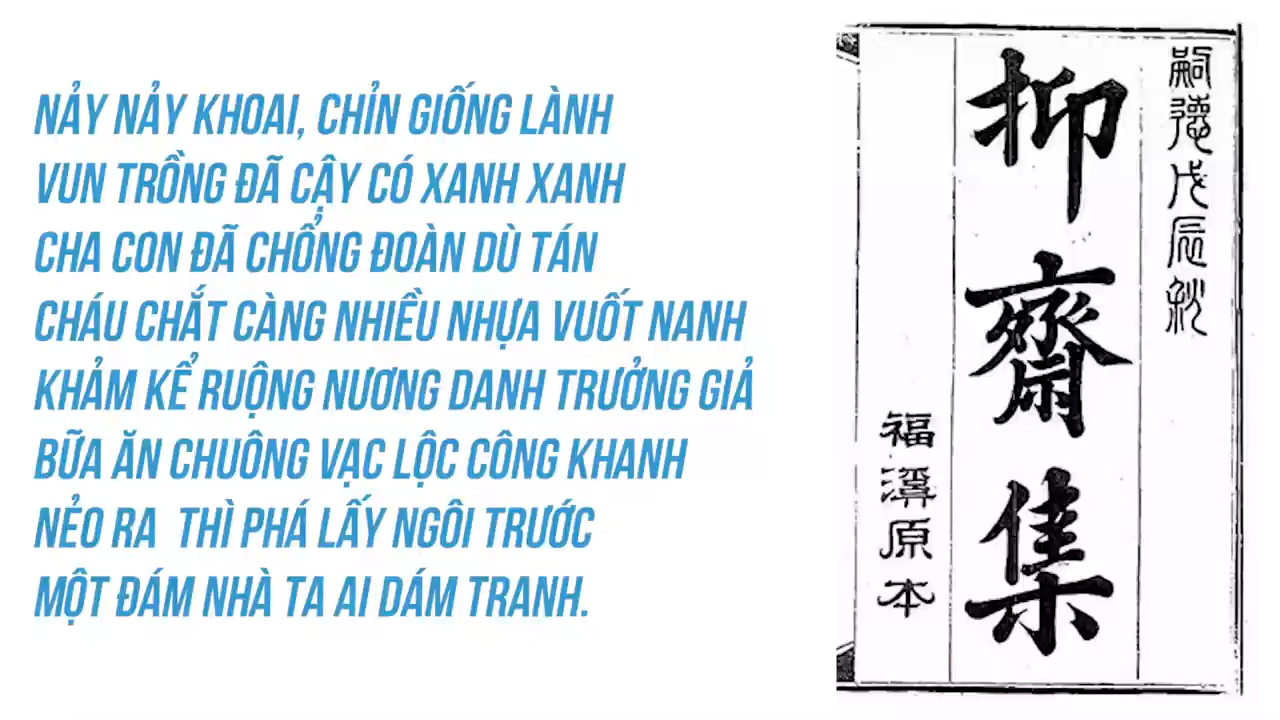 NẢY NẢY KHOAI, CHỈN GIỐNG LÀNH
VUN TRỒNG ĐÃ CẬY CÓ XANH XANH
CHA CON ĐÃ CHỔNG ĐOÀN DÙ TÁN
CHÁU CHẮT CÀNG NHIỀU NHỰA VUỐT NANH
KHẢM KỂ RUỘNG NƯƠNG DANH TRƯỞNG GIẢ
BỮA ĂN CHUÔNG VẠC LỘC CÔNG KHANH
NẺO RA THÌ PHÁ LẤY NGÔI TRƯỚC
MỘT ĐÁM NHÀ TA AI DÁM TRANH.
嗣德戊辰秋
抑齋集
福溪原本